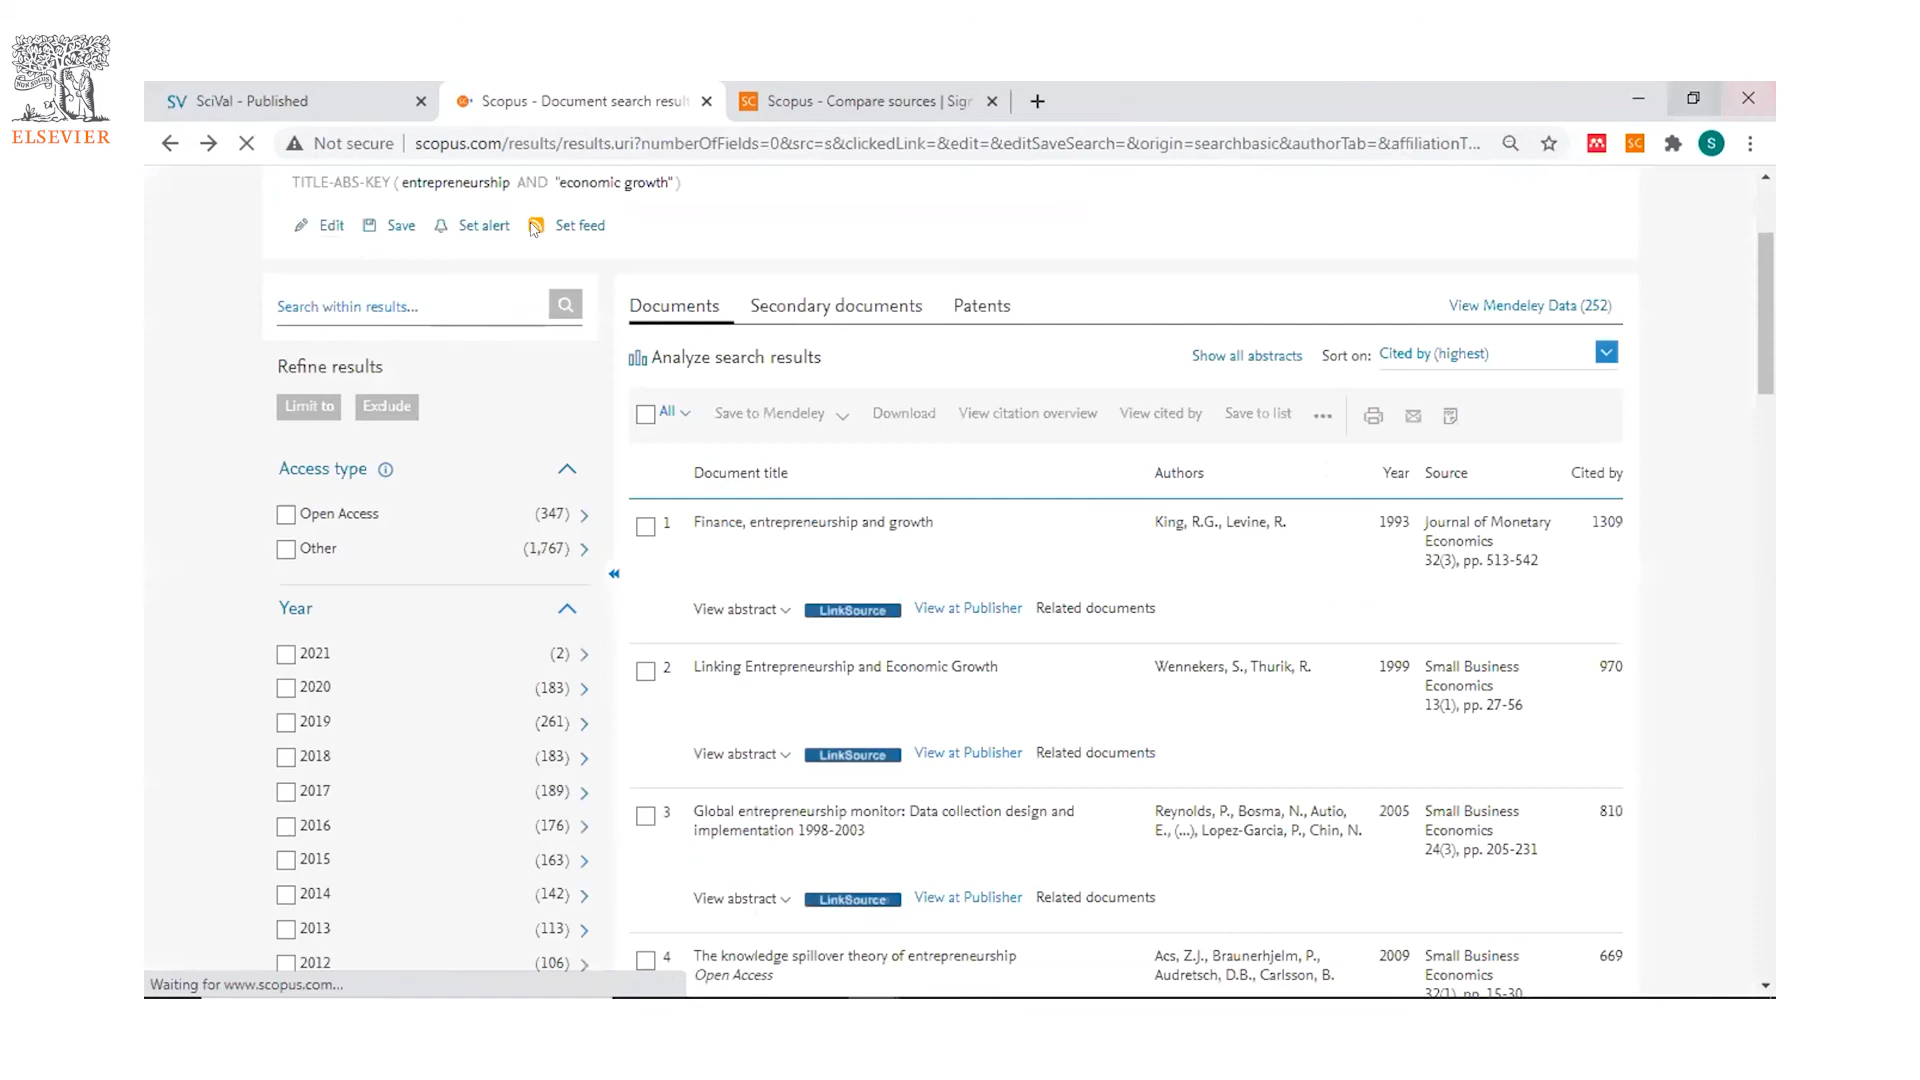 ELSEVIER
SV SciVal - Published
Scopus - Document search result
SC Scopus - Compare sources | Sign
Not secure | scopus.com/results/results.uri?numberOfFields=0&src=s&clickedLink=&edit=&editSaveSearch=&origin=searchbasic&authorTab=&affiliationT...
SC
S
TITLE-ABS-KEY ( entrepreneurship AND "economic growth" )
Edit Save Set alert Set feed
Search within results...
Documents Secondary documents Patents View Mendeley Data (252)
Refine results
Analyze search results Show all abstracts Sort on: Cited by (highest)
Limit to Exclude
All Save to Mendeley Download View citation overview View cited by Save to list ...
Access type
Open Access (347)
Other (1,767)
Year
2021 (2)
2020 (183)
2019 (261)
2018 (183)
2017 (189)
2016 (176)
2015 (163)
2014 (142)
2013 (113)
2012 (106)
Document title Authors Year Source Cited by
1 Finance, entrepreneurship and growth King, R.G., Levine, R. 1993 Journal of Monetary 1309
Economics
32(3), pp. 513-542
View abstract LinkSource View at Publisher Related documents
2 Linking Entrepreneurship and Economic Growth Wennekers, S., Thurik, R. 1999 Small Business 970
Economics
13(1), pp. 27-56
View abstract LinkSource View at Publisher Related documents
3 Global entrepreneurship monitor: Data collection design and Reynolds, P., Bosma, N., Autio, 2005 Small Business 810
implementation 1998-2003 E., (...), Lopez-Garcia, P., Chin, N. Economics
24(3), pp. 205-231
View abstract LinkSource View at Publisher Related documents
4 The knowledge spillover theory of entrepreneurship Acs, Z.J., Braunerhjelm, P., 2009 Small Business 669
Open Access Audretsch, D.B., Carlsson, B. Economics
32(1), pp. 15-30
Waiting for www.scopus.com...